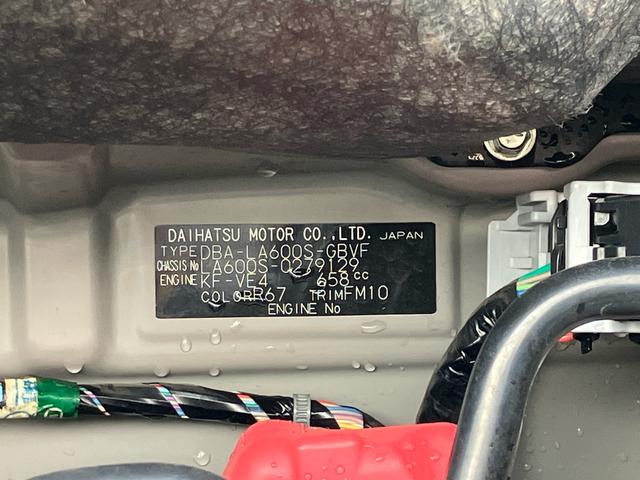 DAIHATSU MOTOR CO.,LTD. JAPAN
TYPE DBA-LA600S-GBVF
CHASSIS No LA600S-0279129
ENGINE KF-VE4 658cc
COLOR R67 TRIM FM10
ENGINE No